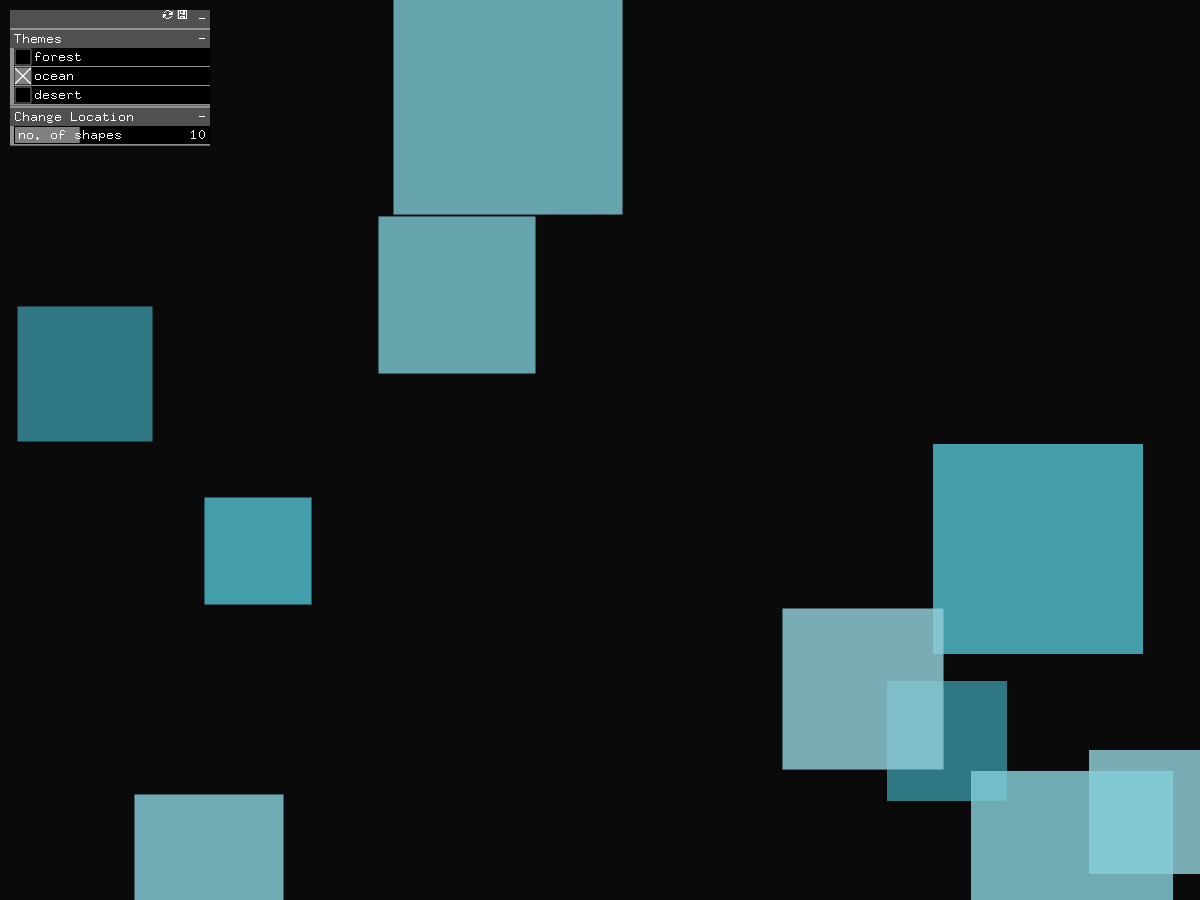 Themes
forest
ocean
desert
Change Location
no. of shapes 10